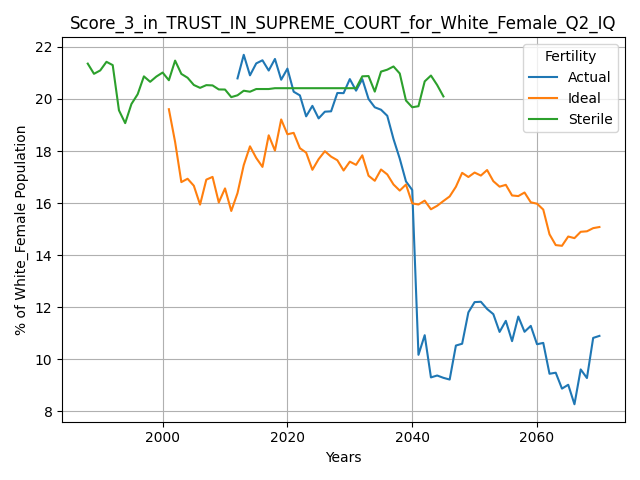 Score_3_in_TRUST_IN_SUPREME_COURT_for_White_Female_Q2_IQ
% of White_Female Population
22
20
18
16
14
12
10
8
Fertility
Actual
Ideal
Sterile
2000 2020 2040 2060
Years